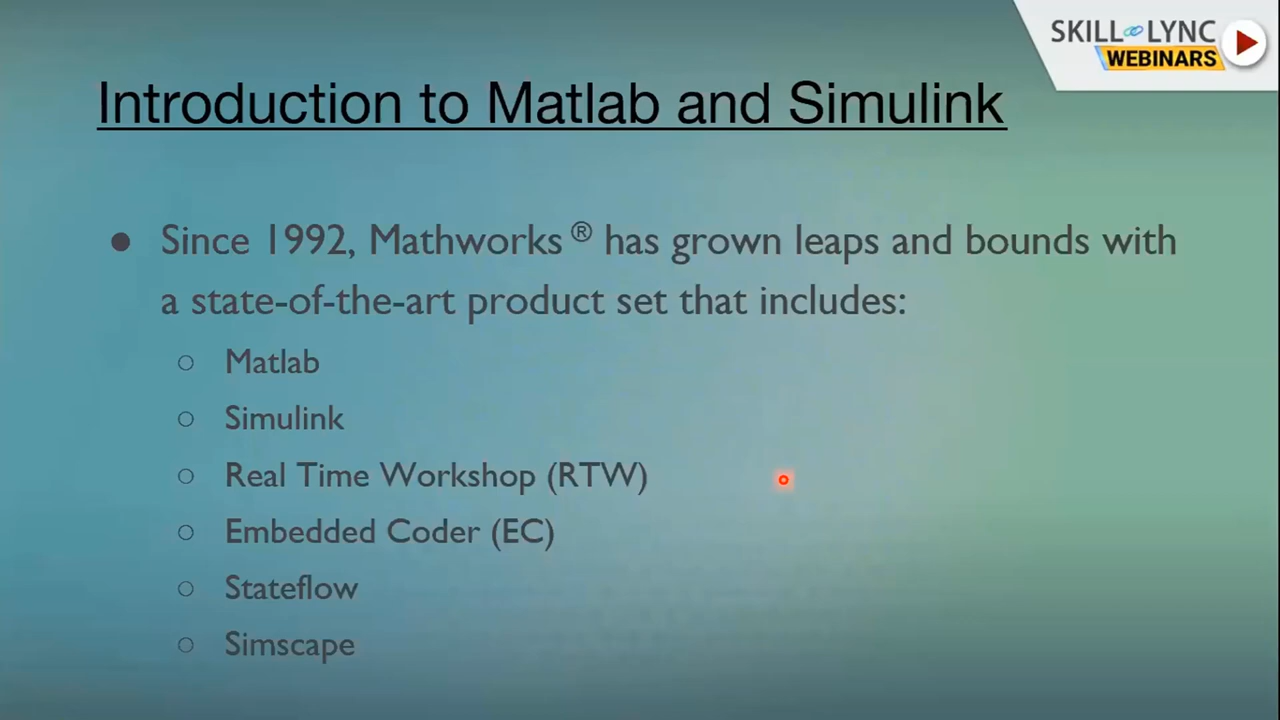 SKILL LYNC
WEBINARS
Introduction to Matlab and Simulink
● Since 1992, Mathworks ® has grown leaps and bounds with
a state-of-the-art product set that includes:
○ Matlab
○ Simulink
○ Real Time Workshop (RTW)
○ Embedded Coder (EC)
○ Stateflow
○ Simscape